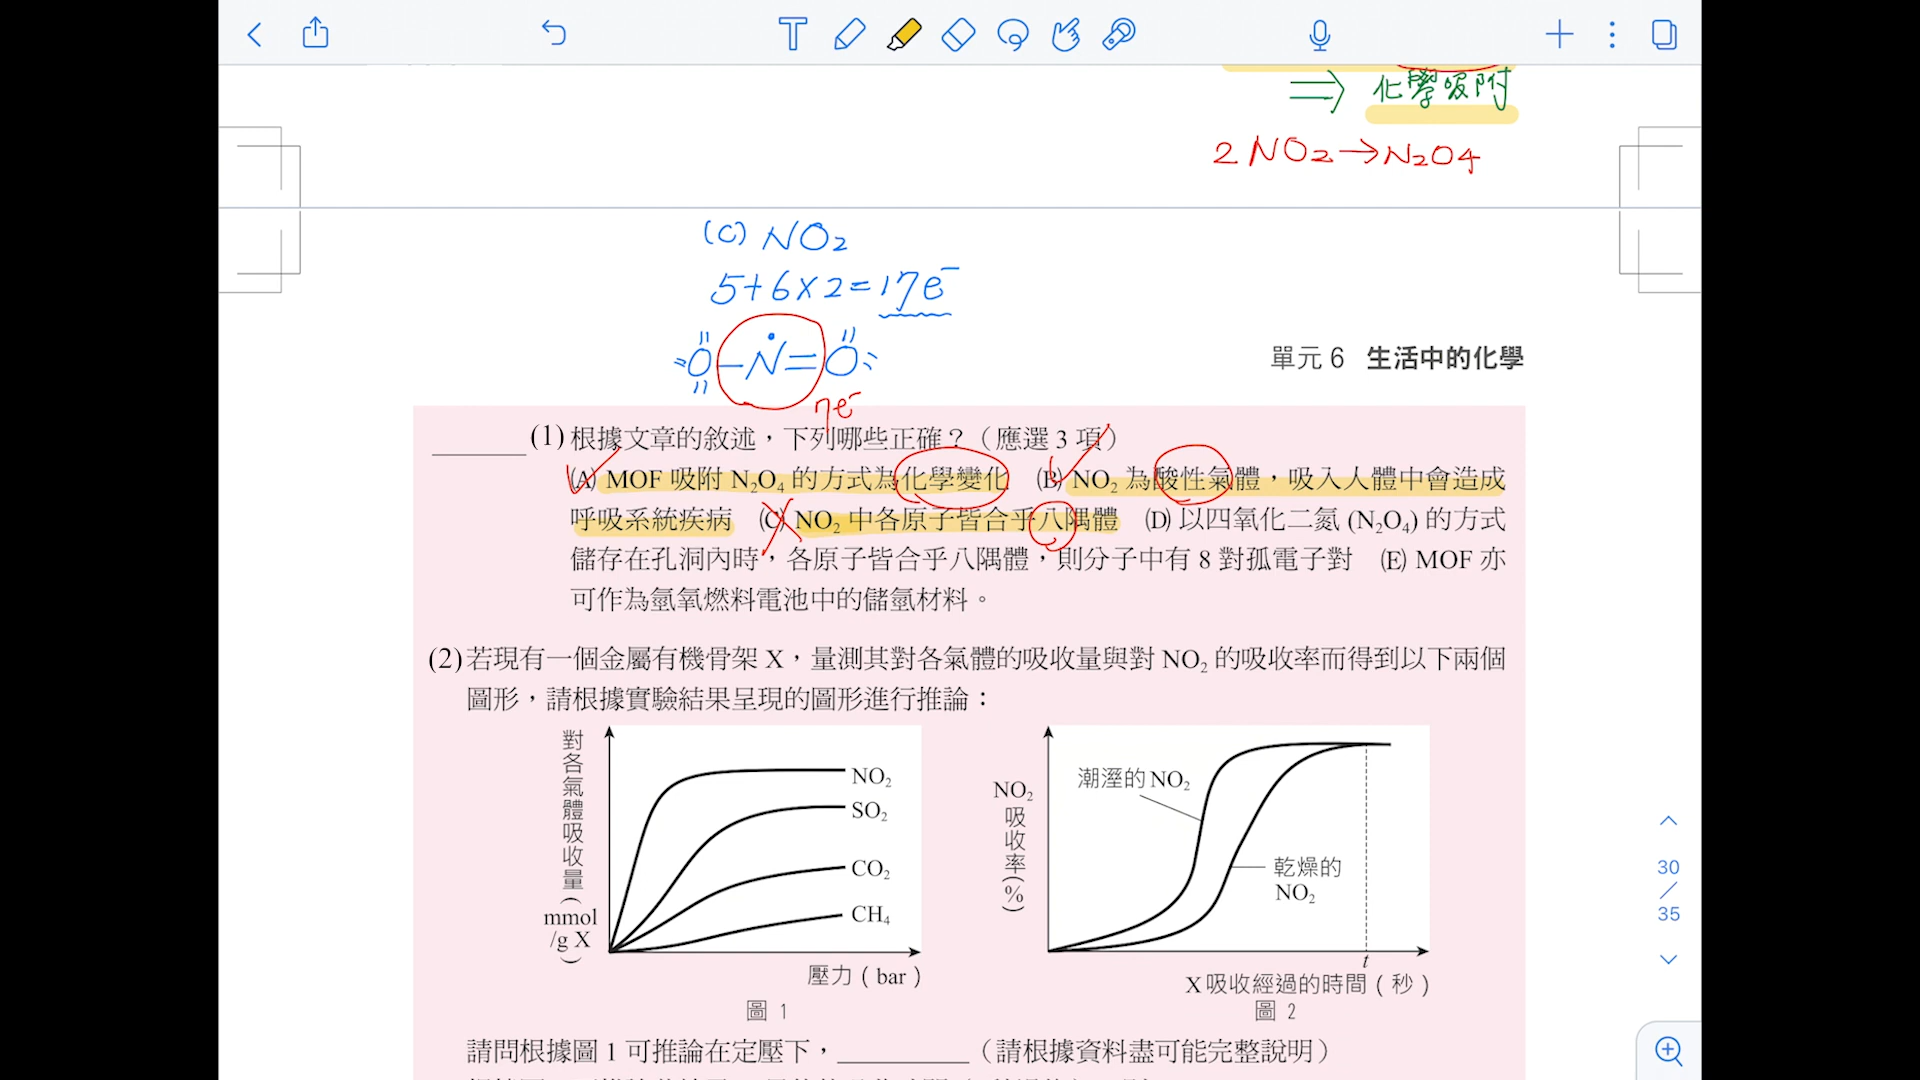 ⇒ 化學吸附
2NO₂→N₂O₄
(C) NO₂
5+6×2=17e⁻
O-N=O
7e⁻
單元 6 生活中的化學
(1) 根據文章的敘述，下列哪些正確？（應選 3 項）
(A) MOF 吸附 N₂O₄ 的方式為化學變化 (B) NO₂ 為酸性氣體，吸入人體中會造成
呼吸系統疾病 (C) NO₂ 中各原子皆合乎八隅體 (D) 以四氧化二氮 (N₂O₄) 的方式
儲存在孔洞內時，各原子皆合乎八隅體，則分子中有 8 對孤電子對 (E) MOF 亦
可作為氫氧燃料電池中的儲氫材料。
(2) 若現有一個金屬有機骨架 X，量測其對各氣體的吸收量與對 NO₂ 的吸收率而得到以下兩個
圖形，請根據實驗結果呈現的圖形進行推論：
對各氣體吸收量（mmol/g X）
NO₂
SO₂
CO₂
CH₄
壓力（bar）
圖 1
NO₂吸收率(%)
潮溼的 NO₂
乾燥的
NO₂
t
X 吸收經過的時間（秒）
圖 2
請問根據圖 1 可推論在定壓下，__________（請根據資料盡可能完整說明）
30
/
35